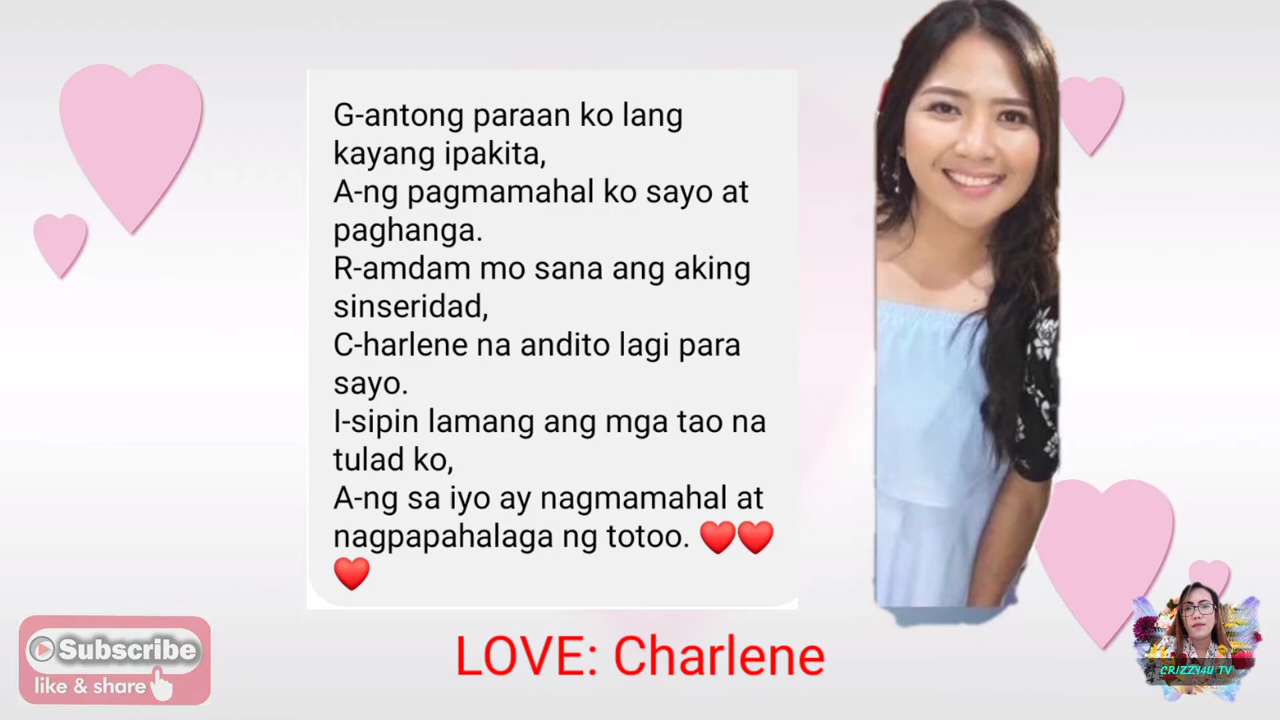 G-antong paraan ko lang
kayang ipakita,
A-ng pagmamahal ko sayo at
paghanga.
R-amdam mo sana ang aking
sinseridad,
C-harlene na andito lagi para
sayo.
I-sipin lamang ang mga tao na
tulad ko,
A-ng sa iyo ay nagmamahal at
nagpapahalaga ng totoo. ❤️❤️
❤️
LOVE: Charlene
Subscribe
like & share
CRIZZY4U TV